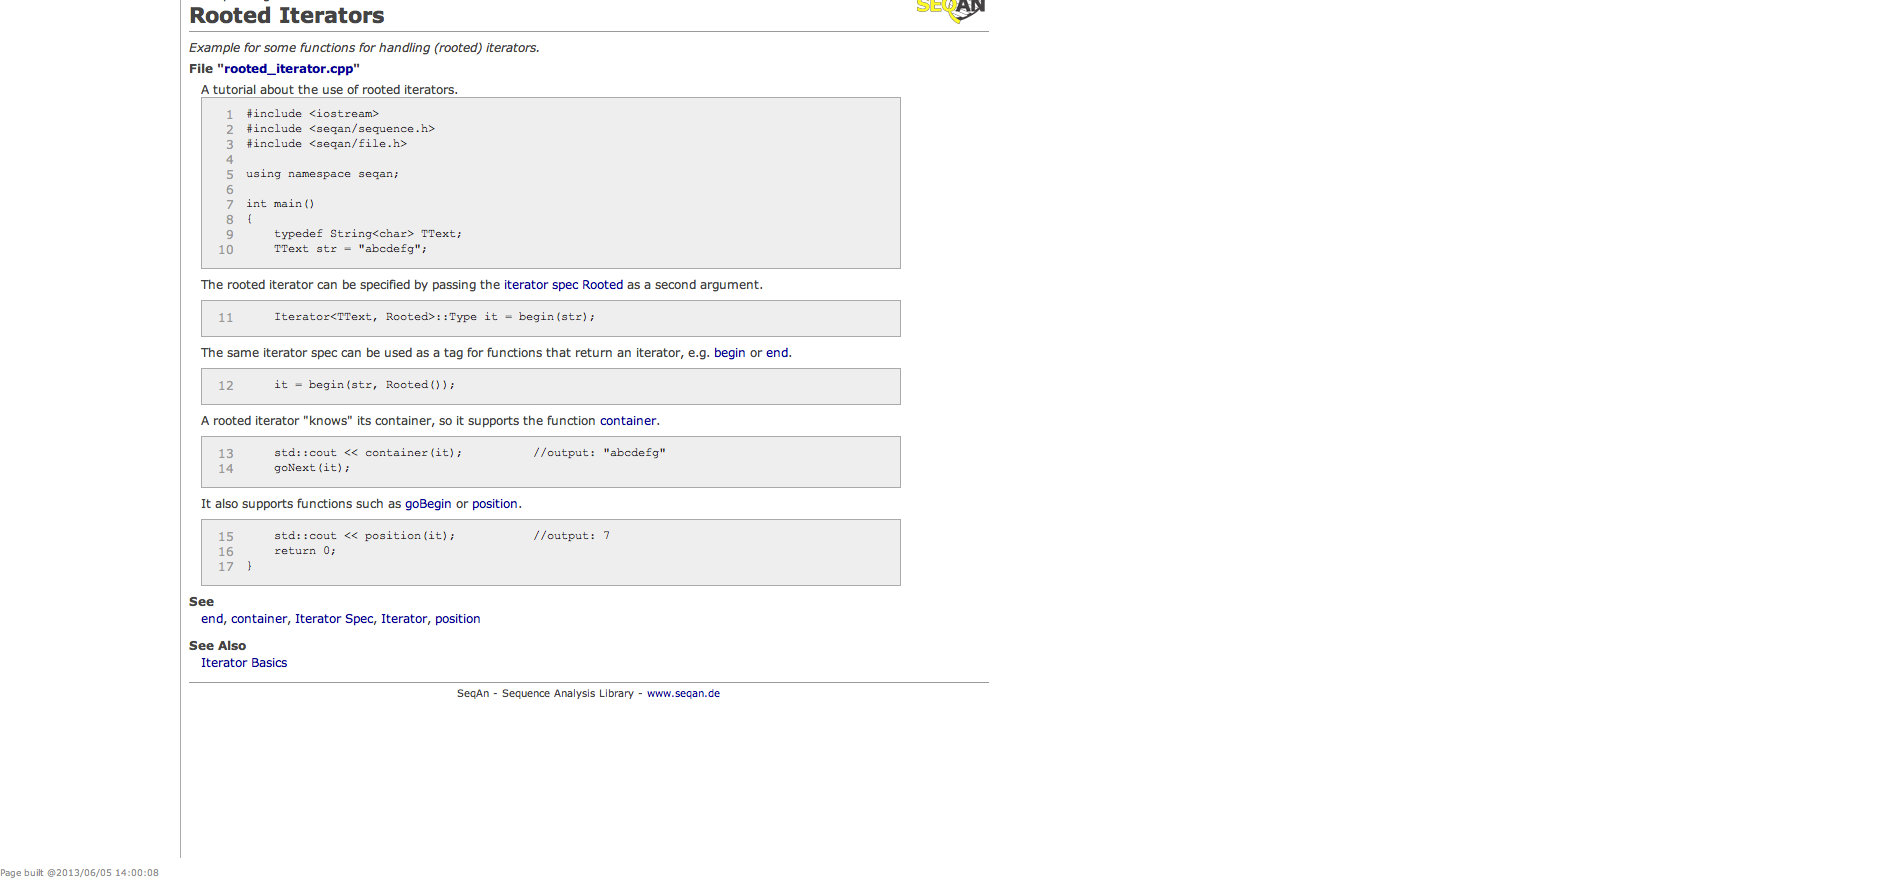 Rooted Iterators
SEQAN
Example for some functions for handling (rooted) iterators.
File "rooted_iterator.cpp"
A tutorial about the use of rooted iterators.
1 #include <iostream>
2 #include <seqan/sequence.h>
3 #include <seqan/file.h>
4
5 using namespace seqan;
6
7 int main()
8 {
9 typedef String<char> TText;
10 TText str = "abcdefg";
The rooted iterator can be specified by passing the iterator spec Rooted as a second argument.
11 Iterator<TText, Rooted>::Type it = begin(str);
The same iterator spec can be used as a tag for functions that return an iterator, e.g. begin or end.
12 it = begin(str, Rooted());
A rooted iterator "knows" its container, so it supports the function container.
13 std::cout << container(it); //output: "abcdefg"
14 goNext(it);
It also supports functions such as goBegin or position.
15 std::cout << position(it); //output: 7
16 return 0;
17 }
See
end, container, Iterator Spec, Iterator, position
See Also
Iterator Basics
SeqAn - Sequence Analysis Library - www.seqan.de
Page built @2013/06/05 14:00:08